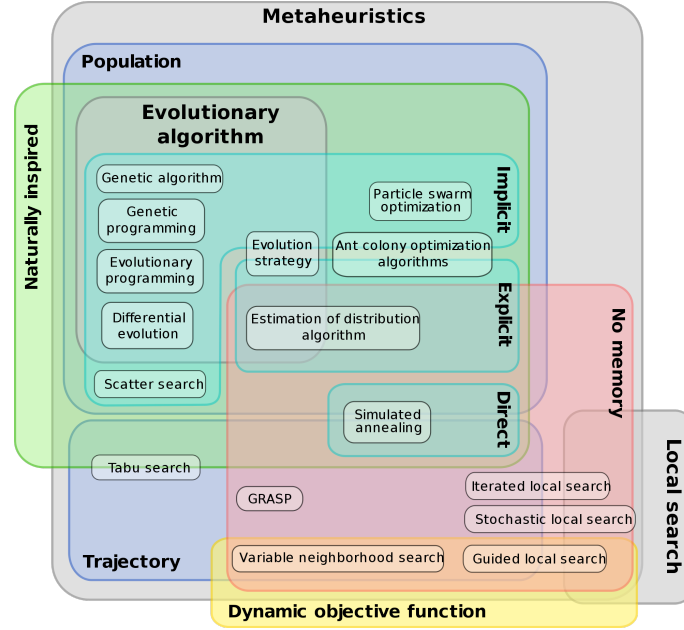 Metaheuristics
Population
Naturally inspired
Evolutionary
algorithm
Implicit
Genetic algorithm
Particle swarm
optimization
Genetic
programming
Evolution
strategy
Ant colony optimization
algorithms
Evolutionary
programming
Explicit
Differential
evolution
Estimation of distribution
algorithm
No memory
Scatter search
Direct
Simulated
annealing
Local search
Tabu search
GRASP
Iterated local search
Stochastic local search
Trajectory
Variable neighborhood search
Guided local search
Dynamic objective function